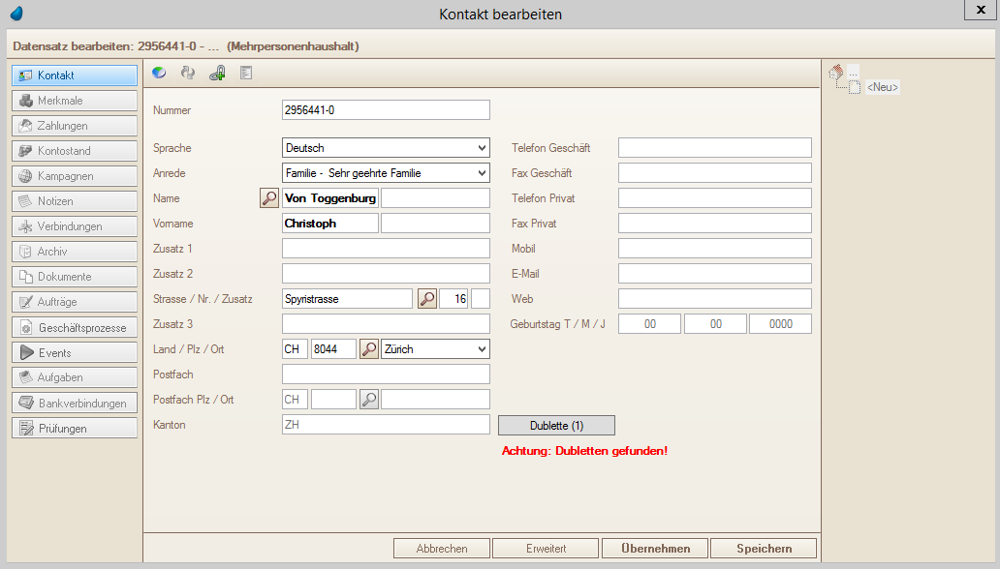 Kontakt bearbeiten
x
Datensatz bearbeiten: 2956441-0 - ... (Mehrpersonenhaushalt)
Kontakt
Merkmale
Zahlungen
Kontostand
Kampagnen
Notizen
Verbindungen
Archiv
Dokumente
Aufträge
Geschäftsprozesse
Events
Aufgaben
Bankverbindungen
Prüfungen
Nummer 2956441-0
Sprache Deutsch
Anrede Familie - Sehr geehrte Familie
Name Von Toggenburg
Vorname Christoph
Zusatz 1
Zusatz 2
Strasse / Nr. / Zusatz Spyristrasse 16
Zusatz 3
Land / Plz / Ort CH 8044 Zürich
Postfach
Postfach Plz / Ort CH
Kanton ZH
Telefon Geschäft
Fax Geschäft
Telefon Privat
Fax Privat
Mobil
E-Mail
Web
Geburtstag T / M / J 00 00 0000
Dublette (1)
Achtung: Dubletten gefunden!
Abbrechen Erweitert Übernehmen Speichern
...
<Neu>